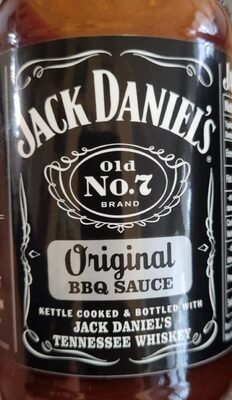 JACK DANIEL'S
Old
No.7
BRAND
Original
BBQ SAUCE
KETTLE COOKED & BOTTLED WITH
JACK DANIEL'S
TENNESSEE WHISKEY